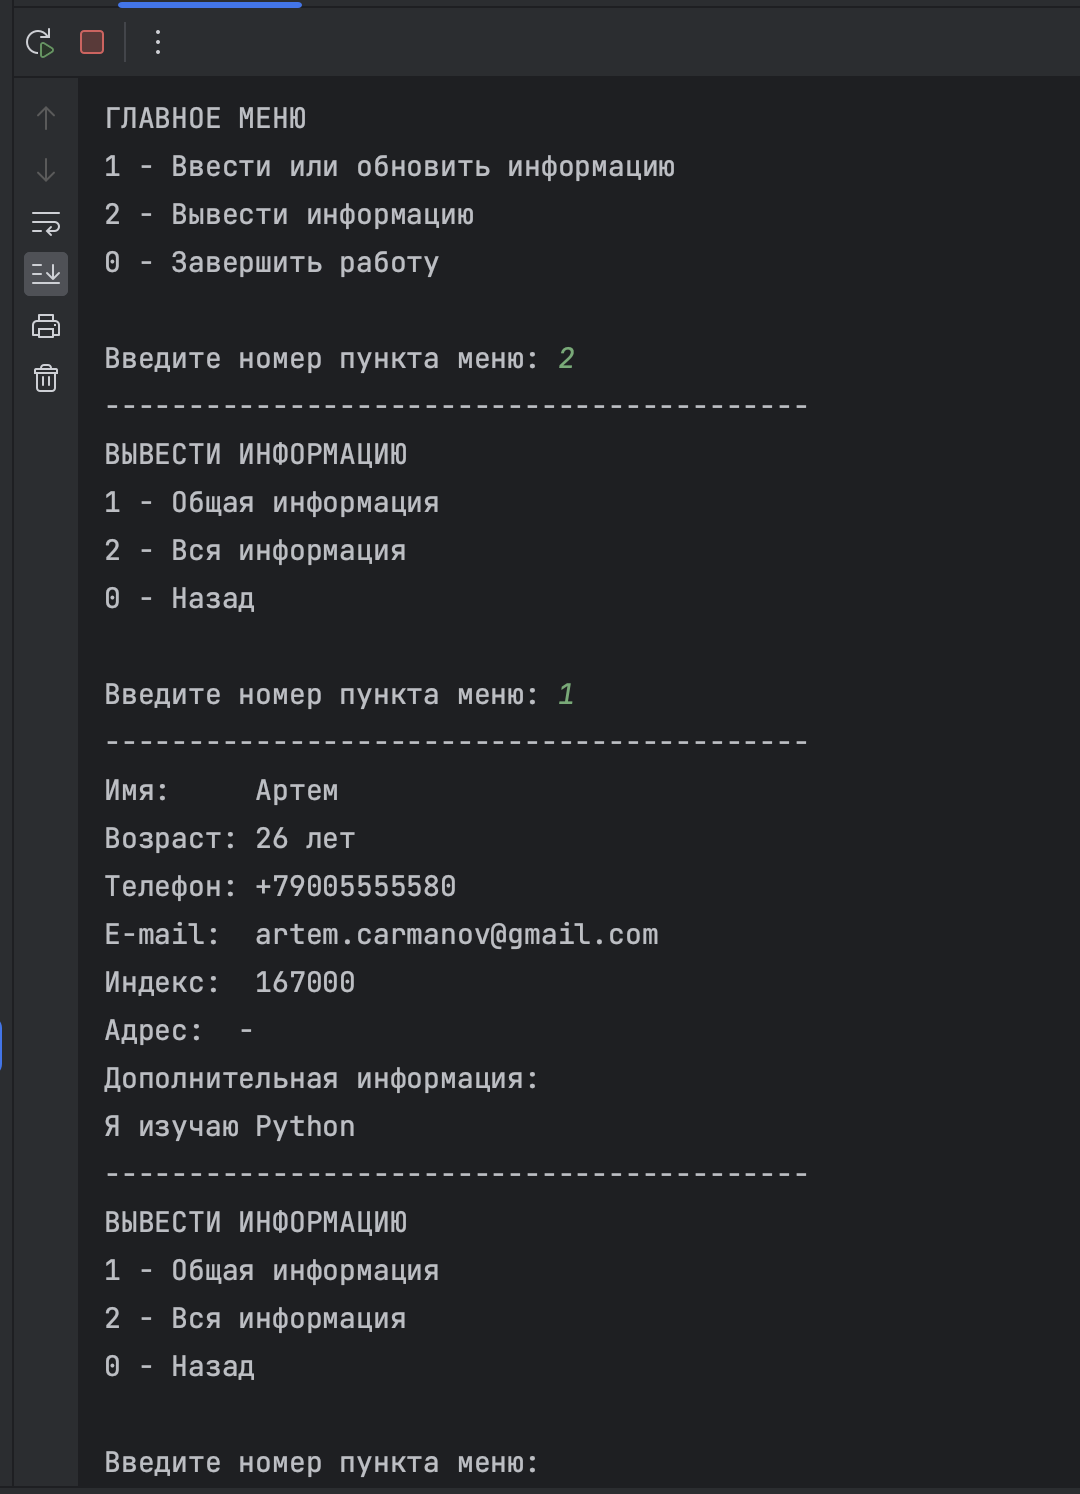 ГЛАВНОЕ МЕНЮ
1 - Ввести или обновить информацию
2 - Вывести информацию
0 - Завершить работу
Введите номер пункта меню: 2
------------------------------------------
ВЫВЕСТИ ИНФОРМАЦИЮ
1 - Общая информация
2 - Вся информация
0 - Назад
Введите номер пункта меню: 1
------------------------------------------
Имя:     Артем
Возраст: 26 лет
Телефон: +79005555580
E-mail:  artem.carmanov@gmail.com
Индекс:  167000
Адрес:  -
Дополнительная информация:
Я изучаю Python
------------------------------------------
ВЫВЕСТИ ИНФОРМАЦИЮ
1 - Общая информация
2 - Вся информация
0 - Назад
Введите номер пункта меню: